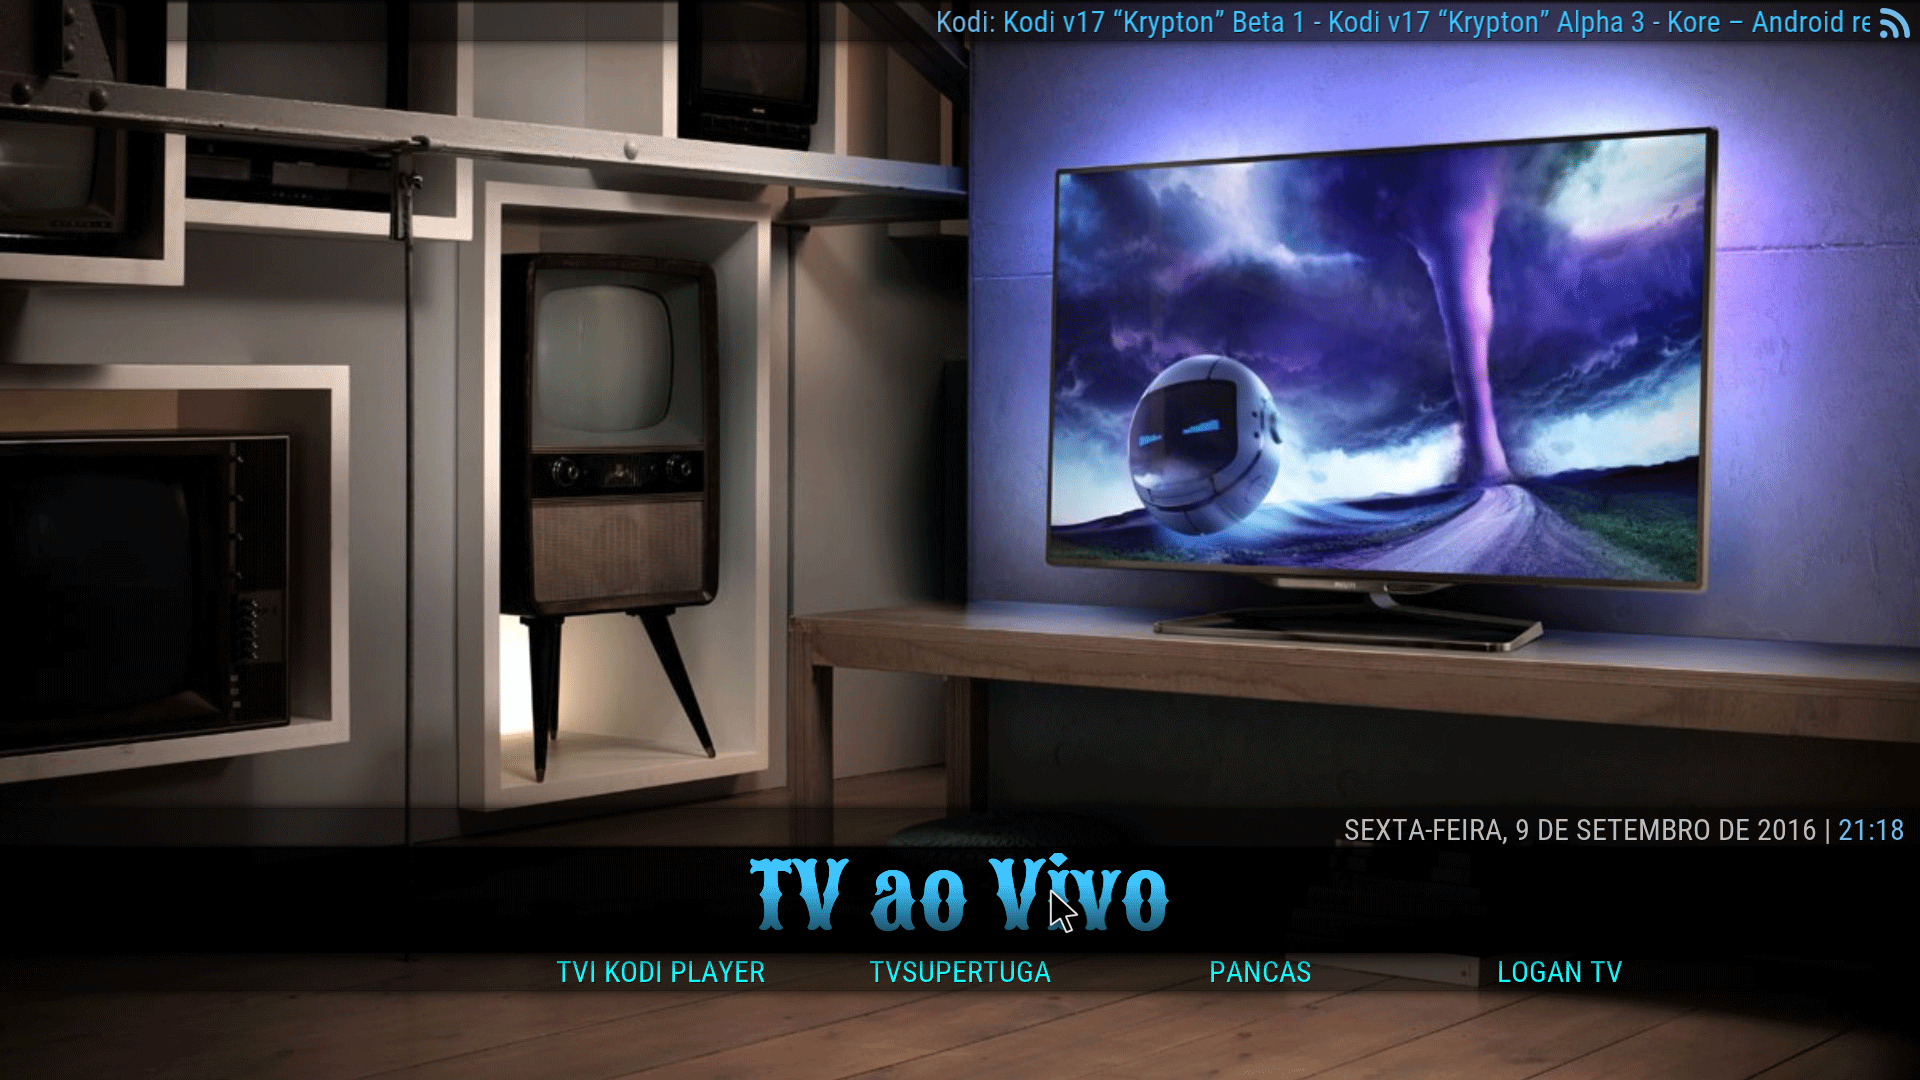 Kodi: Kodi v17 “Krypton” Beta 1 - Kodi v17 “Krypton” Alpha 3 - Kore – Android re
SEXTA-FEIRA, 9 DE SETEMBRO DE 2016 | 21:18
TV ao Vivo
TVI KODI PLAYER TVSUPERTUGA PANCAS LOGAN TV